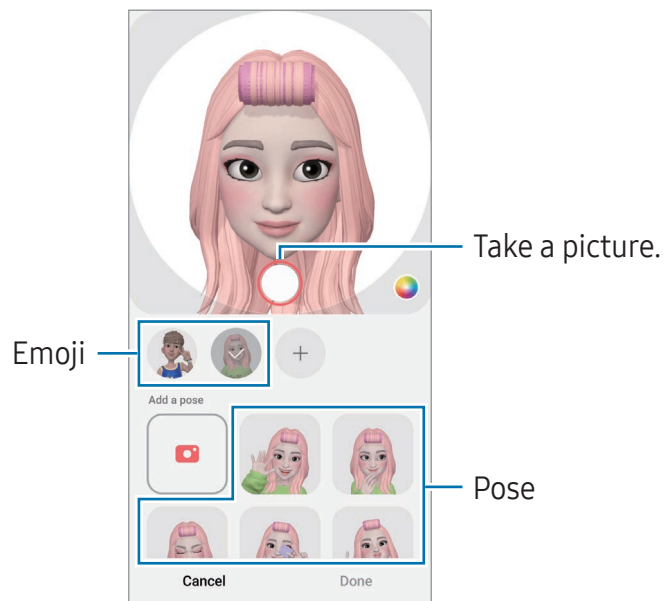 Take a picture.
Emoji
Add a pose
Pose
Cancel
Done